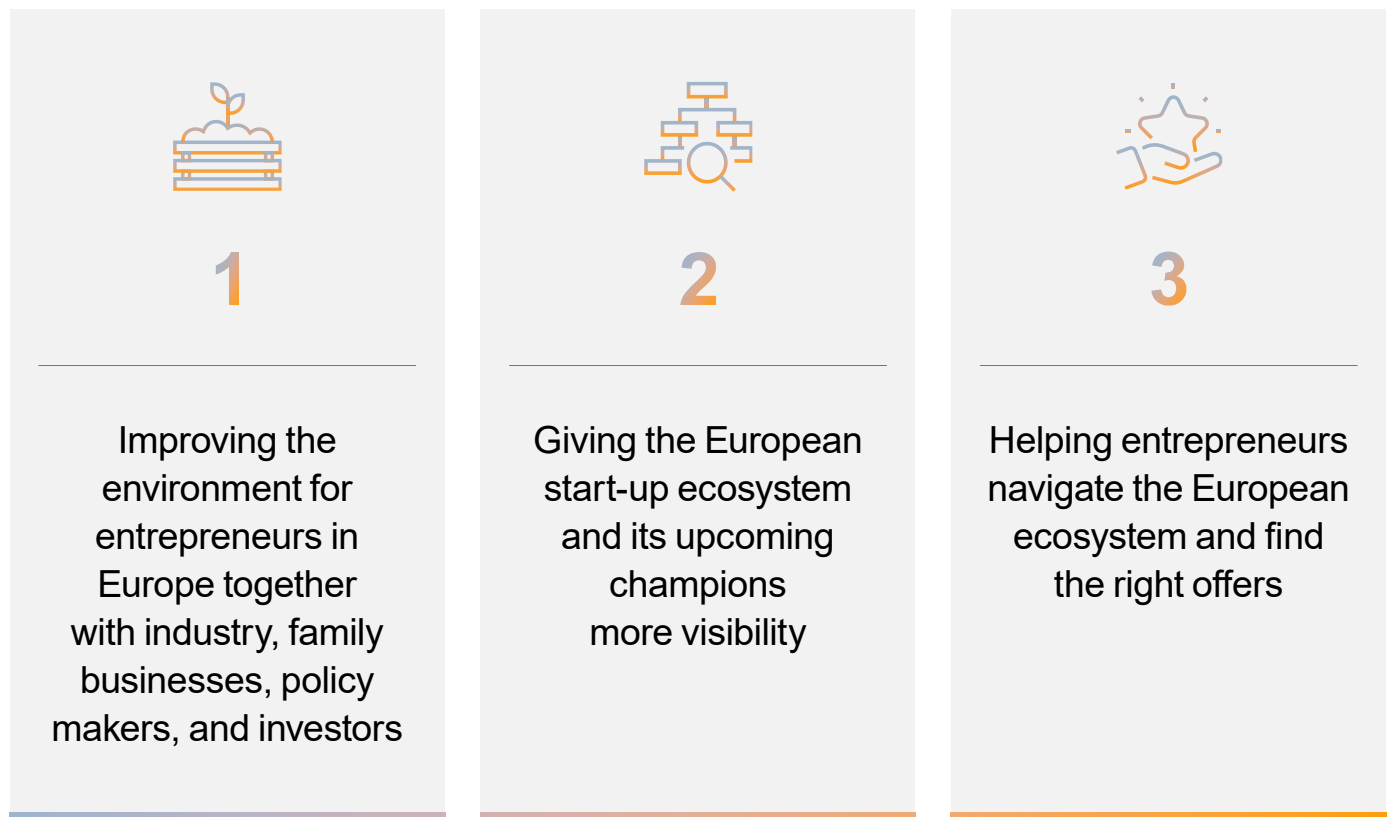 1
Improving the
environment for
entrepreneurs in
Europe together
with industry, family
businesses, policy
makers, and investors
2
Giving the European
start-up ecosystem
and its upcoming
champions
more visibility
3
Helping entrepreneurs
navigate the European
ecosystem and find
the right offers